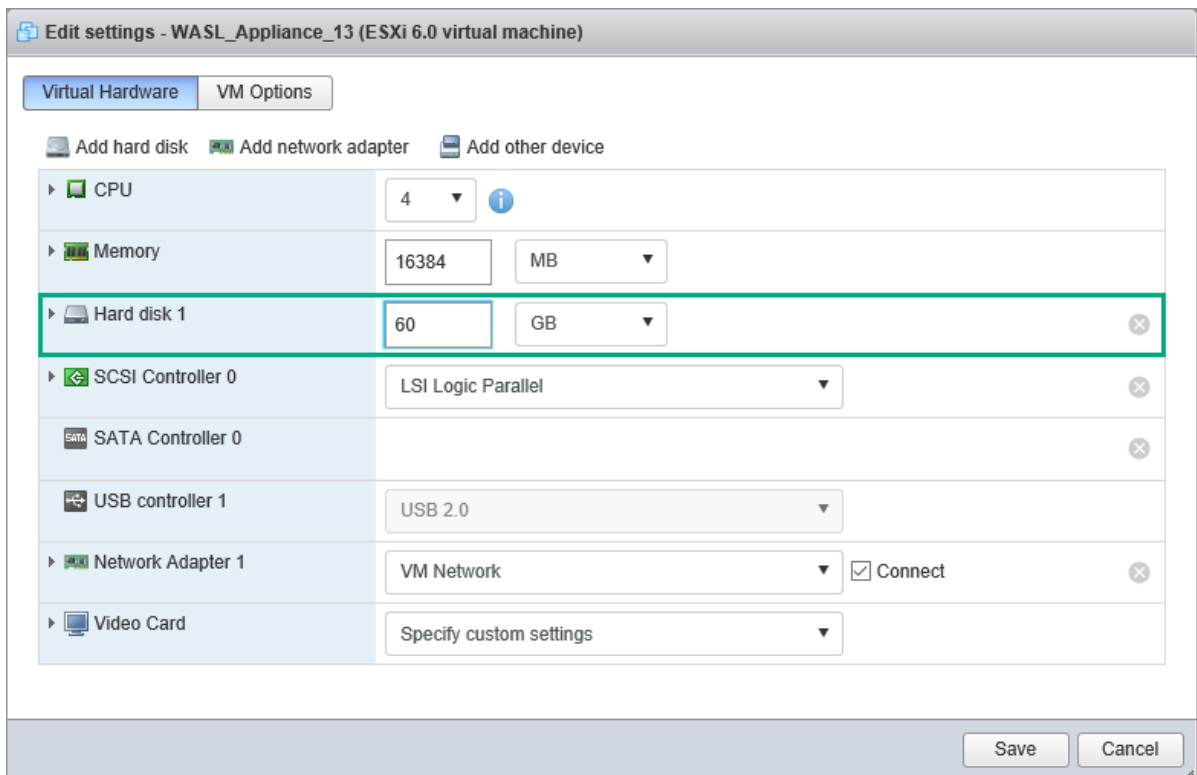 Edit settings - WASL_Appliance_13 (ESXi 6.0 virtual machine)
Virtual Hardware VM Options
Add hard disk Add network adapter Add other device
CPU 4
Memory 16384 MB
Hard disk 1 60 GB
SCSI Controller 0 LSI Logic Parallel
SATA SATA Controller 0
USB controller 1 USB 2.0
Network Adapter 1 VM Network Connect
Video Card Specify custom settings
Save Cancel